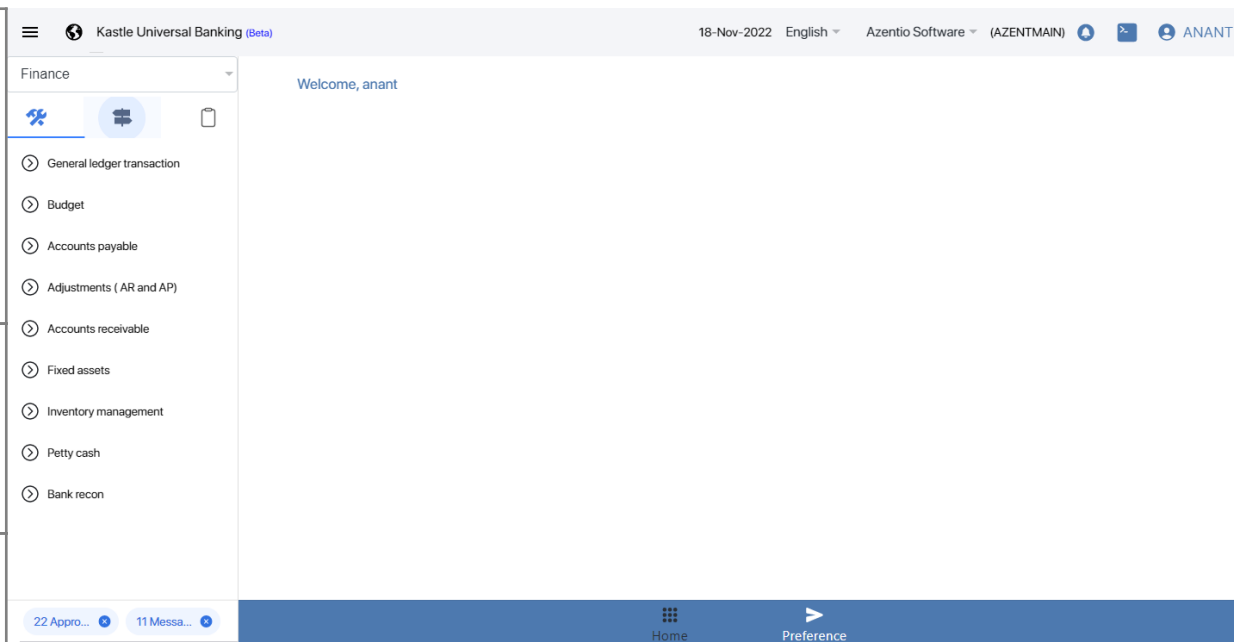 Kastle Universal Banking (Beta)
18-Nov-2022 English Azentio Software (AZENTMAIN) ANANT
Finance
Welcome, anant
General ledger transaction
Budget
Accounts payable
Adjustments ( AR and AP)
Accounts receivable
Fixed assets
Inventory management
Petty cash
Bank recon
22 Appro... 11 Messa...
Home Preference